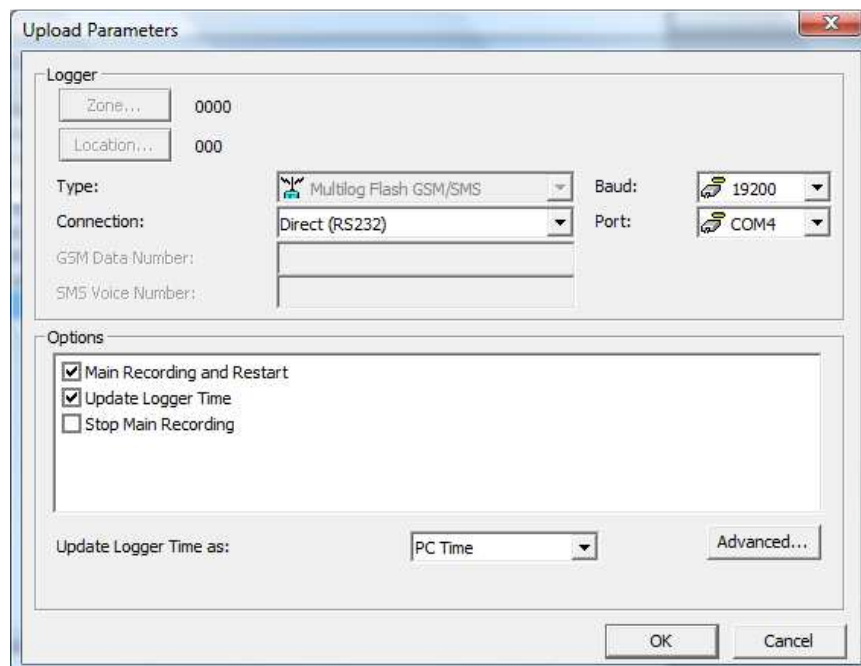 Upload Parameters
Logger
Zone... 0000
Location... 000
Type: Multilog Flash GSM/SMS Baud: 19200
Connection: Direct (RS232) Port: COM4
GSM Data Number:
SMS Voice Number:
Options
Main Recording and Restart
Update Logger Time
Stop Main Recording
Update Logger Time as: PC Time Advanced...
OK Cancel